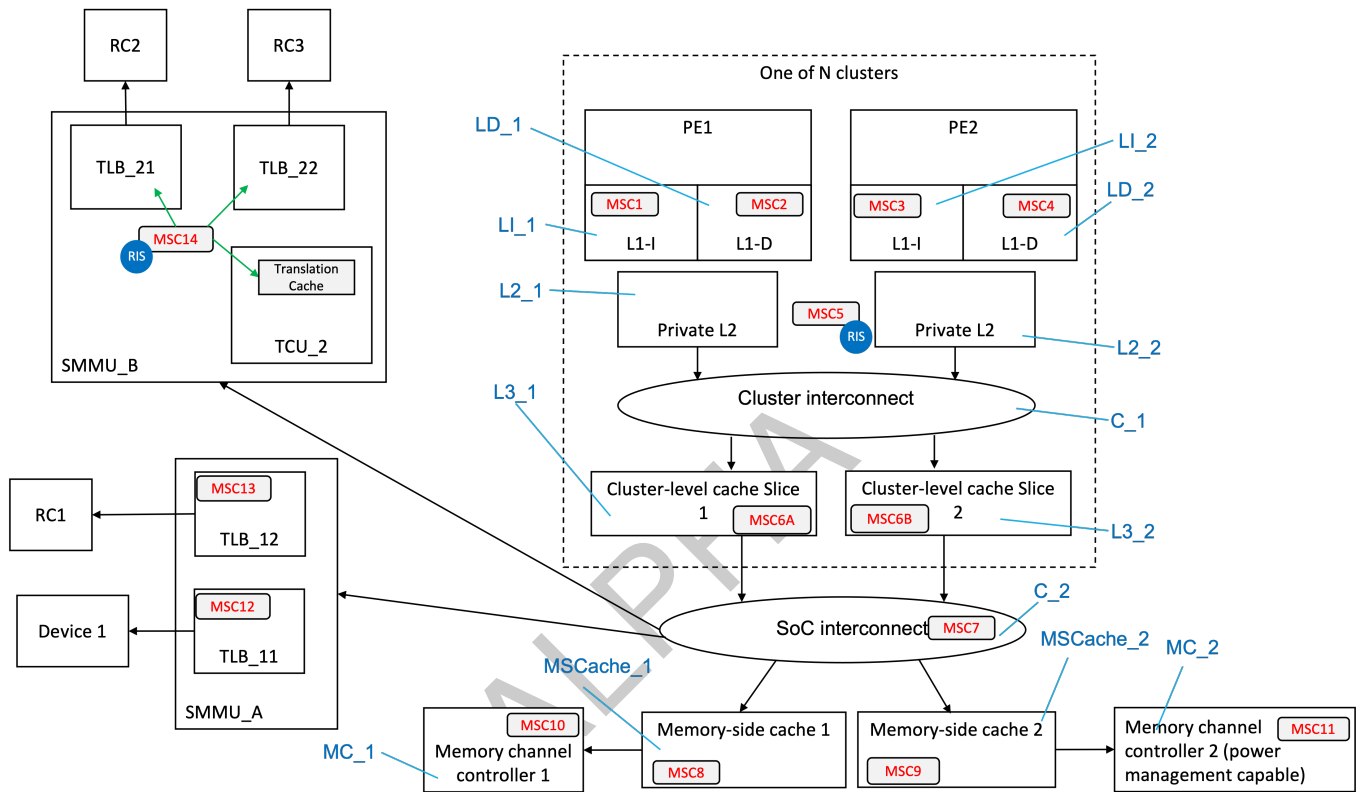 RC2
RC3
TLB_21
TLB_22
MSC14
RIS
Translation
Cache
TCU_2
SMMU_B
One of N clusters
PE1
PE2
LD_1
LI_2
LD_2
LI_1
MSC1
MSC2
MSC3
MSC4
L1-I
L1-D
L1-I
L1-D
L2_1
Private L2
MSC5
RIS
Private L2
L2_2
Cluster interconnect
C_1
L3_1
Cluster-level cache Slice
1
MSC6A
Cluster-level cache Slice
2
MSC6B
L3_2
RC1
MSC13
TLB_12
Device 1
MSC12
TLB_11
SMMU_A
SoC interconnect
MSC7
C_2
MSCache_1
MSCache_2
MC_2
MC_1
MSC10
Memory channel
controller 1
Memory-side cache 1
MSC8
Memory-side cache 2
MSC9
Memory channel
controller 2 (power
management capable)
MSC11
ALPHA